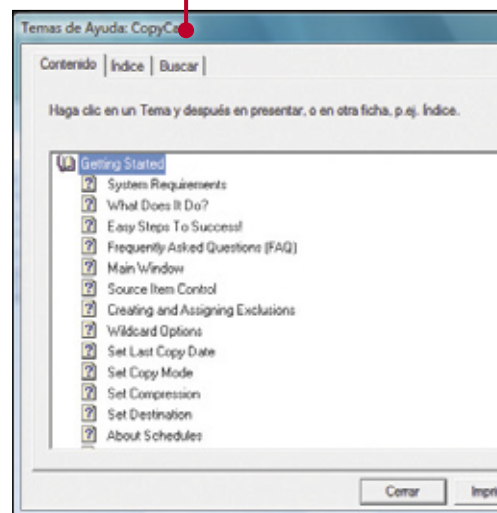 Temas de Ayuda: CopyCa
Contenido Índice Buscar
Haga clic en un Tema y después en presentar, o en otra ficha, p.ej. Índice.
Getting Started
System Requirements
What Does It Do?
Easy Steps To Success!
Frequently Asked Questions (FAQ)
Main Window
Source Item Control
Creating and Assigning Exclusions
Wildcard Options
Set Last Copy Date
Set Copy Mode
Set Compression
Set Destination
About Schedules
Cerrar Impri